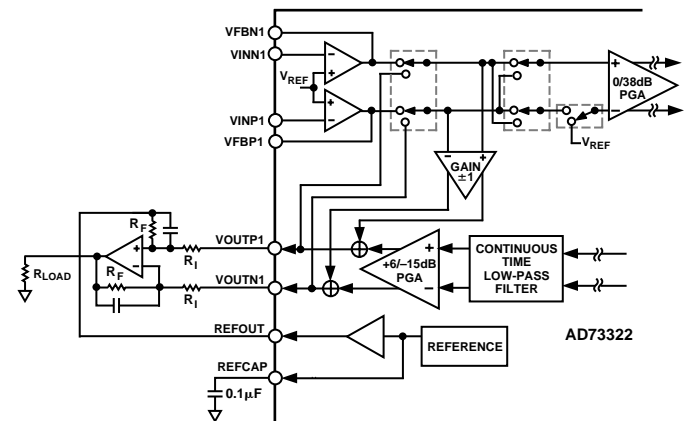 VFBN1
VINN1
VREF
VINP1
VFBP1
0/38dB
PGA
VREF
GAIN
±1
RF
VOUTP1
RI
RLOAD
RF
VOUTN1
RI
+6/–15dB
PGA
CONTINUOUS
TIME
LOW-PASS
FILTER
REFOUT
REFERENCE
AD73322
REFCAP
0.1μF